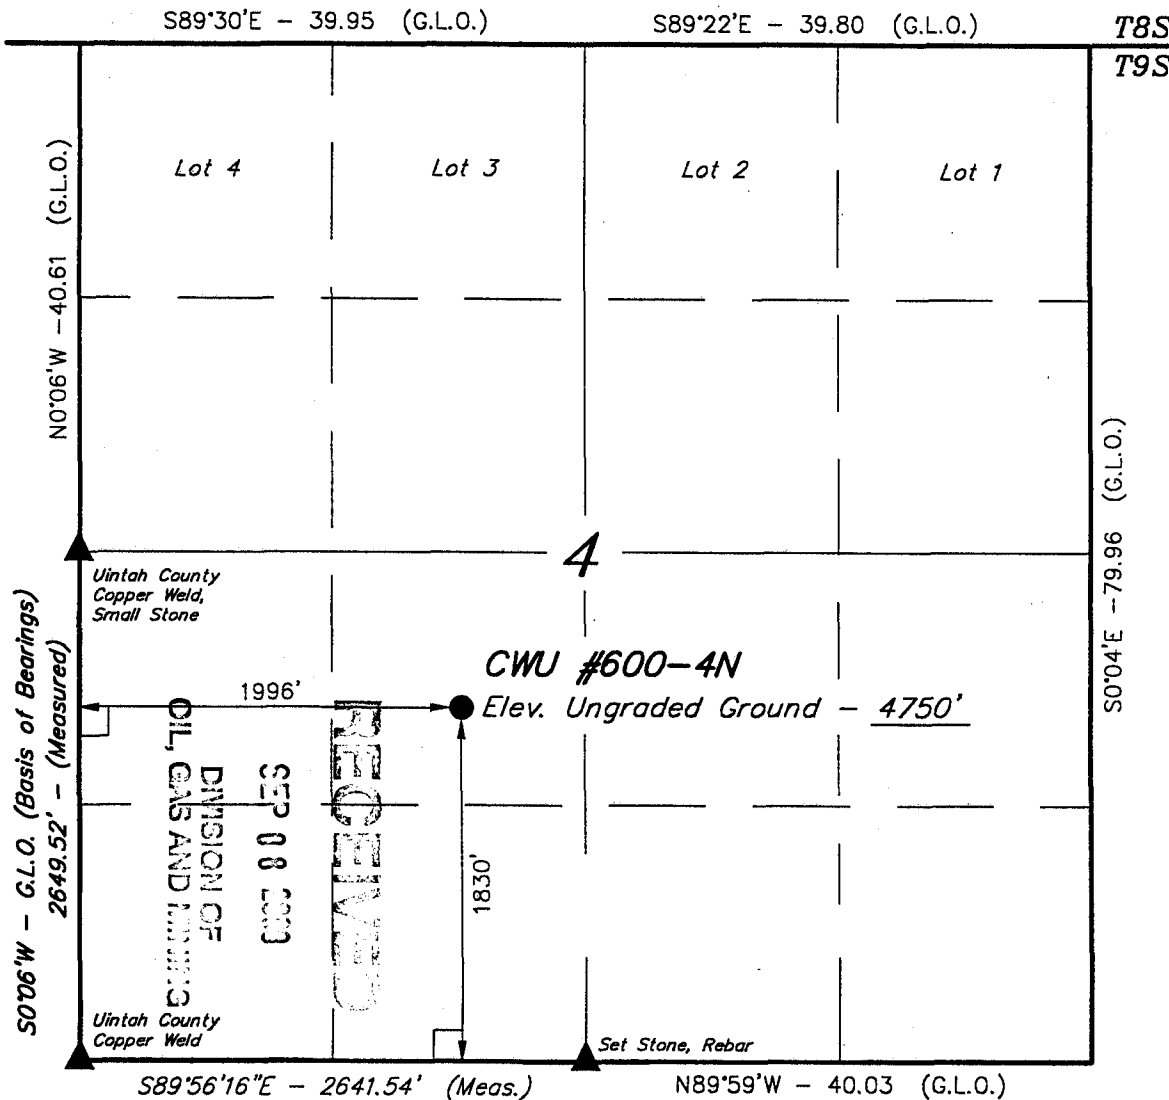 S89°30'E - 39.95 (G.L.O.)
S89°22'E - 39.80 (G.L.O.)
T8S
T9S
N0°06'W -40.61 (G.L.O.)
Lot 4
Lot 3
Lot 2
Lot 1
S0°04'E -79.96 (G.L.O.)
4
Uintah County
Copper Weld,
Small Stone
S0°06'W - G.L.O. (Basis of Bearings)
2649.52' - (Measured)
CWU #600-4N
Elev. Ungraded Ground - 4750'
1996'
1830'
RECEIVED
SEP 08
DIVISION OF
OIL, GAS AND MINING
Uintah County
Copper Weld
Set Stone, Rebar
S89°56'16"E - 2641.54' (Meas.)
N89°59'W - 40.03 (G.L.O.)